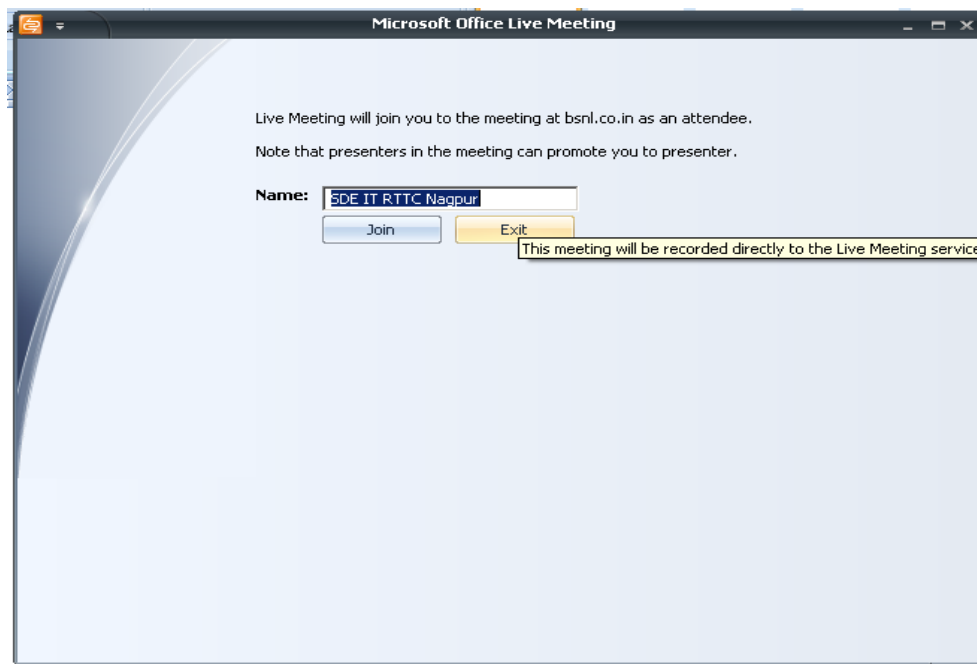 Microsoft Office Live Meeting
Live Meeting will join you to the meeting at bsnl.co.in as an attendee.
Note that presenters in the meeting can promote you to presenter.
Name: SDE IT RTTC Nagpur
Join Exit
This meeting will be recorded directly to the Live Meeting service